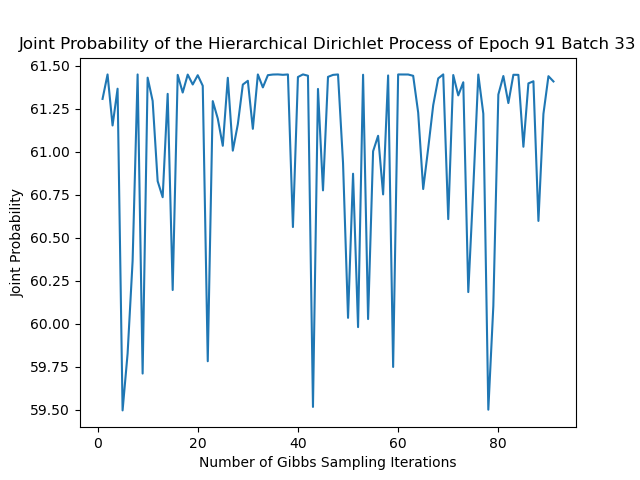 Joint Probability of the Hierarchical Dirichlet Process of Epoch 91 Batch 33
61.50
61.25
61.00
60.75
60.50
60.25
60.00
59.75
59.50
Joint Probability
0 20 40 60 80
Number of Gibbs Sampling Iterations